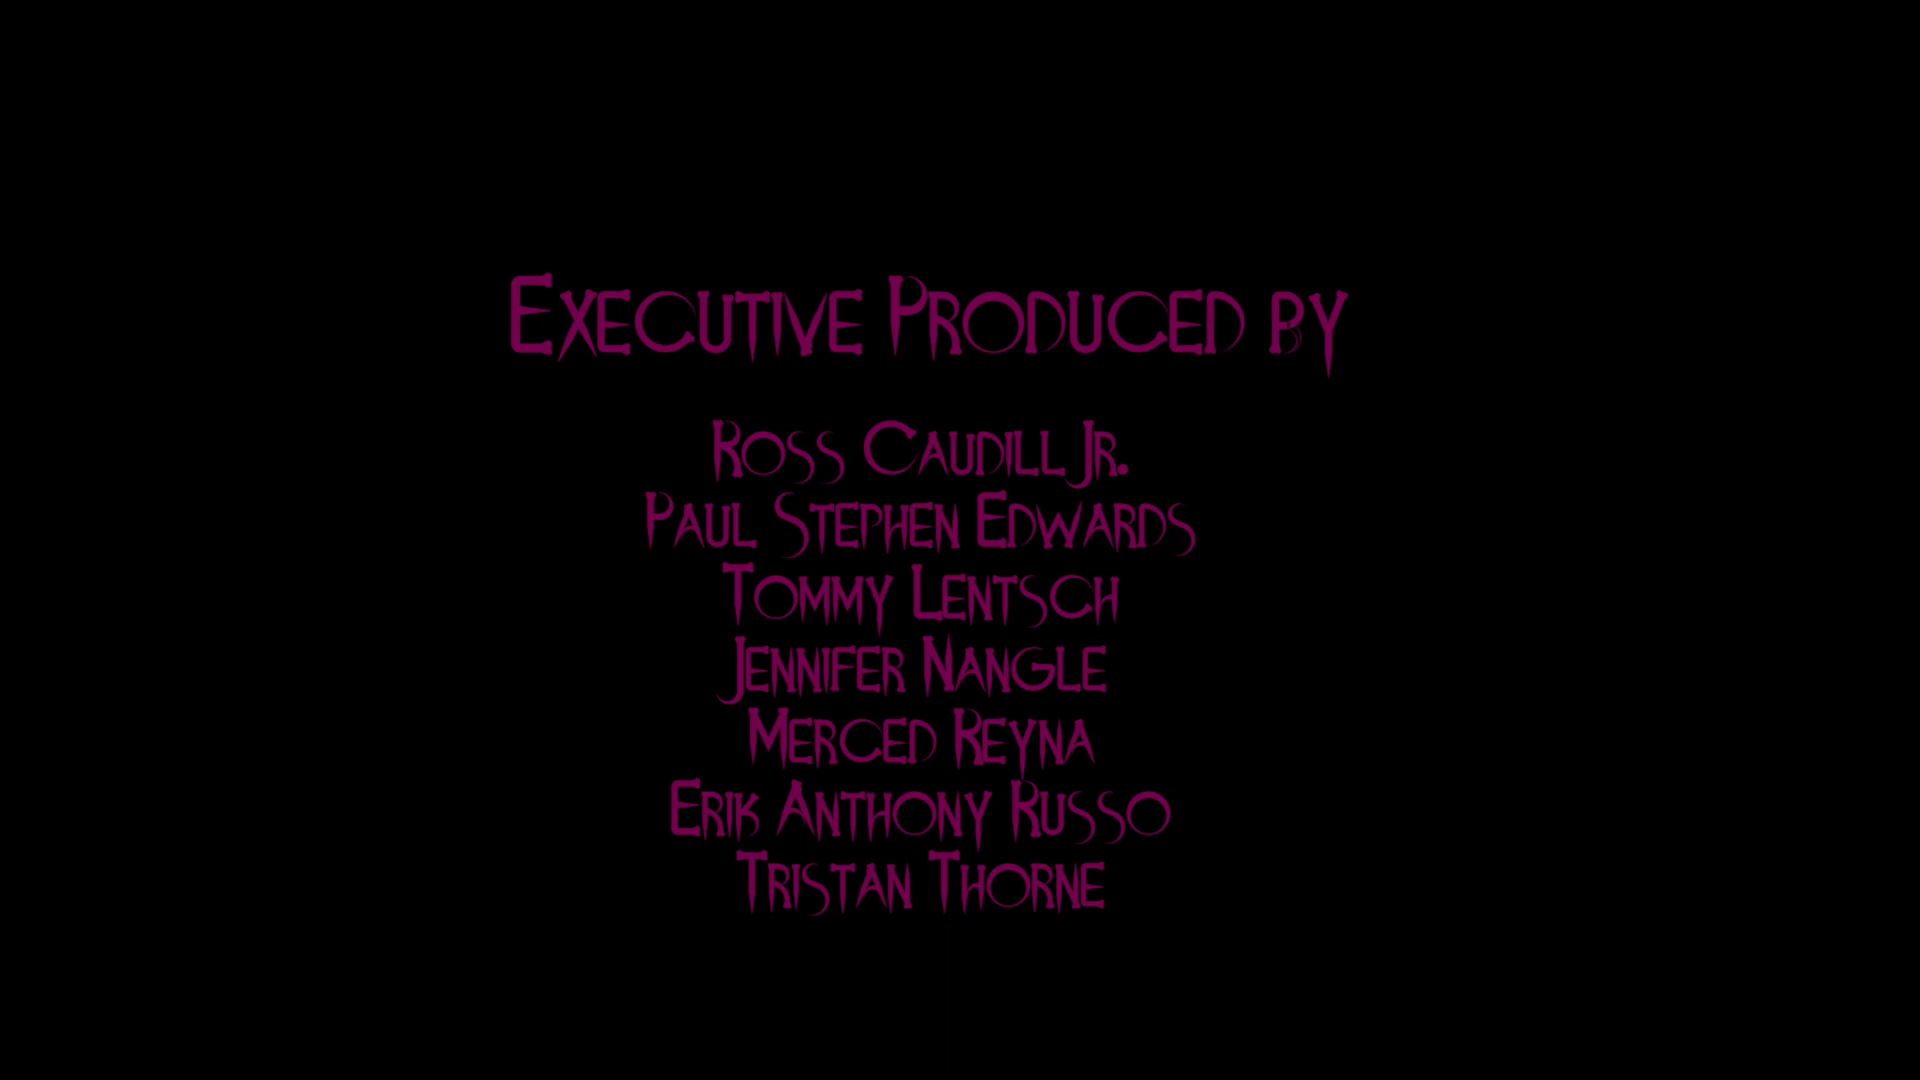 Executive Produced by
Ross Caudill Jr.
Paul Stephen Edwards
Tommy Lentsch
Jennifer Nangle
Merced Reyna
Erik Anthony Russo
Tristan Thorne